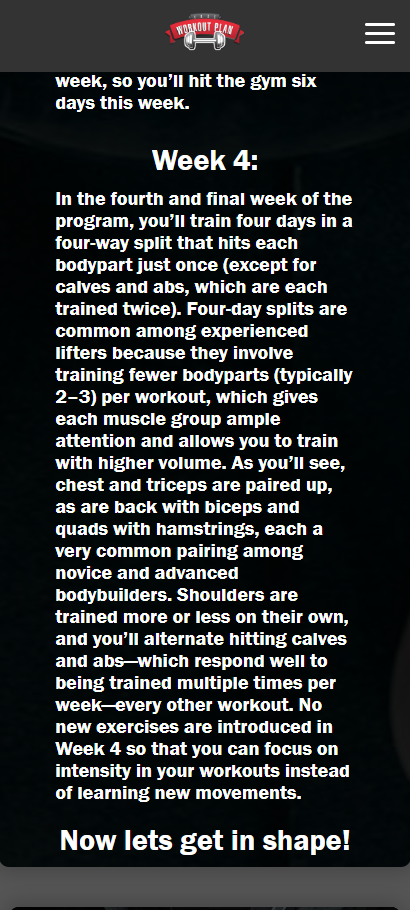 WORKOUT PLAN
week, so you’ll hit the gym six
days this week.
Week 4:
In the fourth and final week of the
program, you’ll train four days in a
four-way split that hits each
bodypart just once (except for
calves and abs, which are each
trained twice). Four-day splits are
common among experienced
lifters because they involve
training fewer bodyparts (typically
2–3) per workout, which gives
each muscle group ample
attention and allows you to train
with higher volume. As you’ll see,
chest and triceps are paired up,
as are back with biceps and
quads with hamstrings, each a
very common pairing among
novice and advanced
bodybuilders. Shoulders are
trained more or less on their own,
and you’ll alternate hitting calves
and abs—which respond well to
being trained multiple times per
week—every other workout. No
new exercises are introduced in
Week 4 so that you can focus on
intensity in your workouts instead
of learning new movements.
Now lets get in shape!